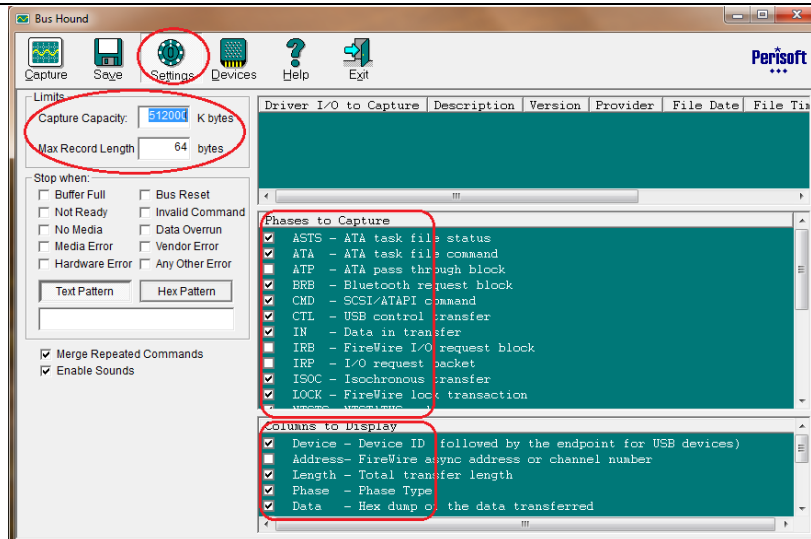 Bus Hound
Capture Save Settings Devices Help Exit
Perisoft
Limits
Capture Capacity: 512000 K bytes
Max Record Length 64 bytes
Stop when:
Buffer Full Bus Reset
Not Ready Invalid Command
No Media Data Overrun
Media Error Vendor Error
Hardware Error Any Other Error
Text Pattern Hex Pattern
Merge Repeated Commands
Enable Sounds
Driver I/O to Capture Description Version Provider File Date File Tim
Phases to Capture
ASTS - ATA task file status
ATA - ATA task file command
ATP - ATA pass through block
BRB - Bluetooth request block
CMD - SCSI/ATAPI command
CTL - USB control transfer
IN - Data in transfer
IRB - FireWire I/O request block
IRP - I/O request packet
ISOC - Isochronous transfer
LOCK - FireWire lock transaction
Columns to Display
Device - Device ID (followed by the endpoint for USB devices)
Address- FireWire async address or channel number
Length - Total transfer length
Phase - Phase Type
Data - Hex dump of the data transferred